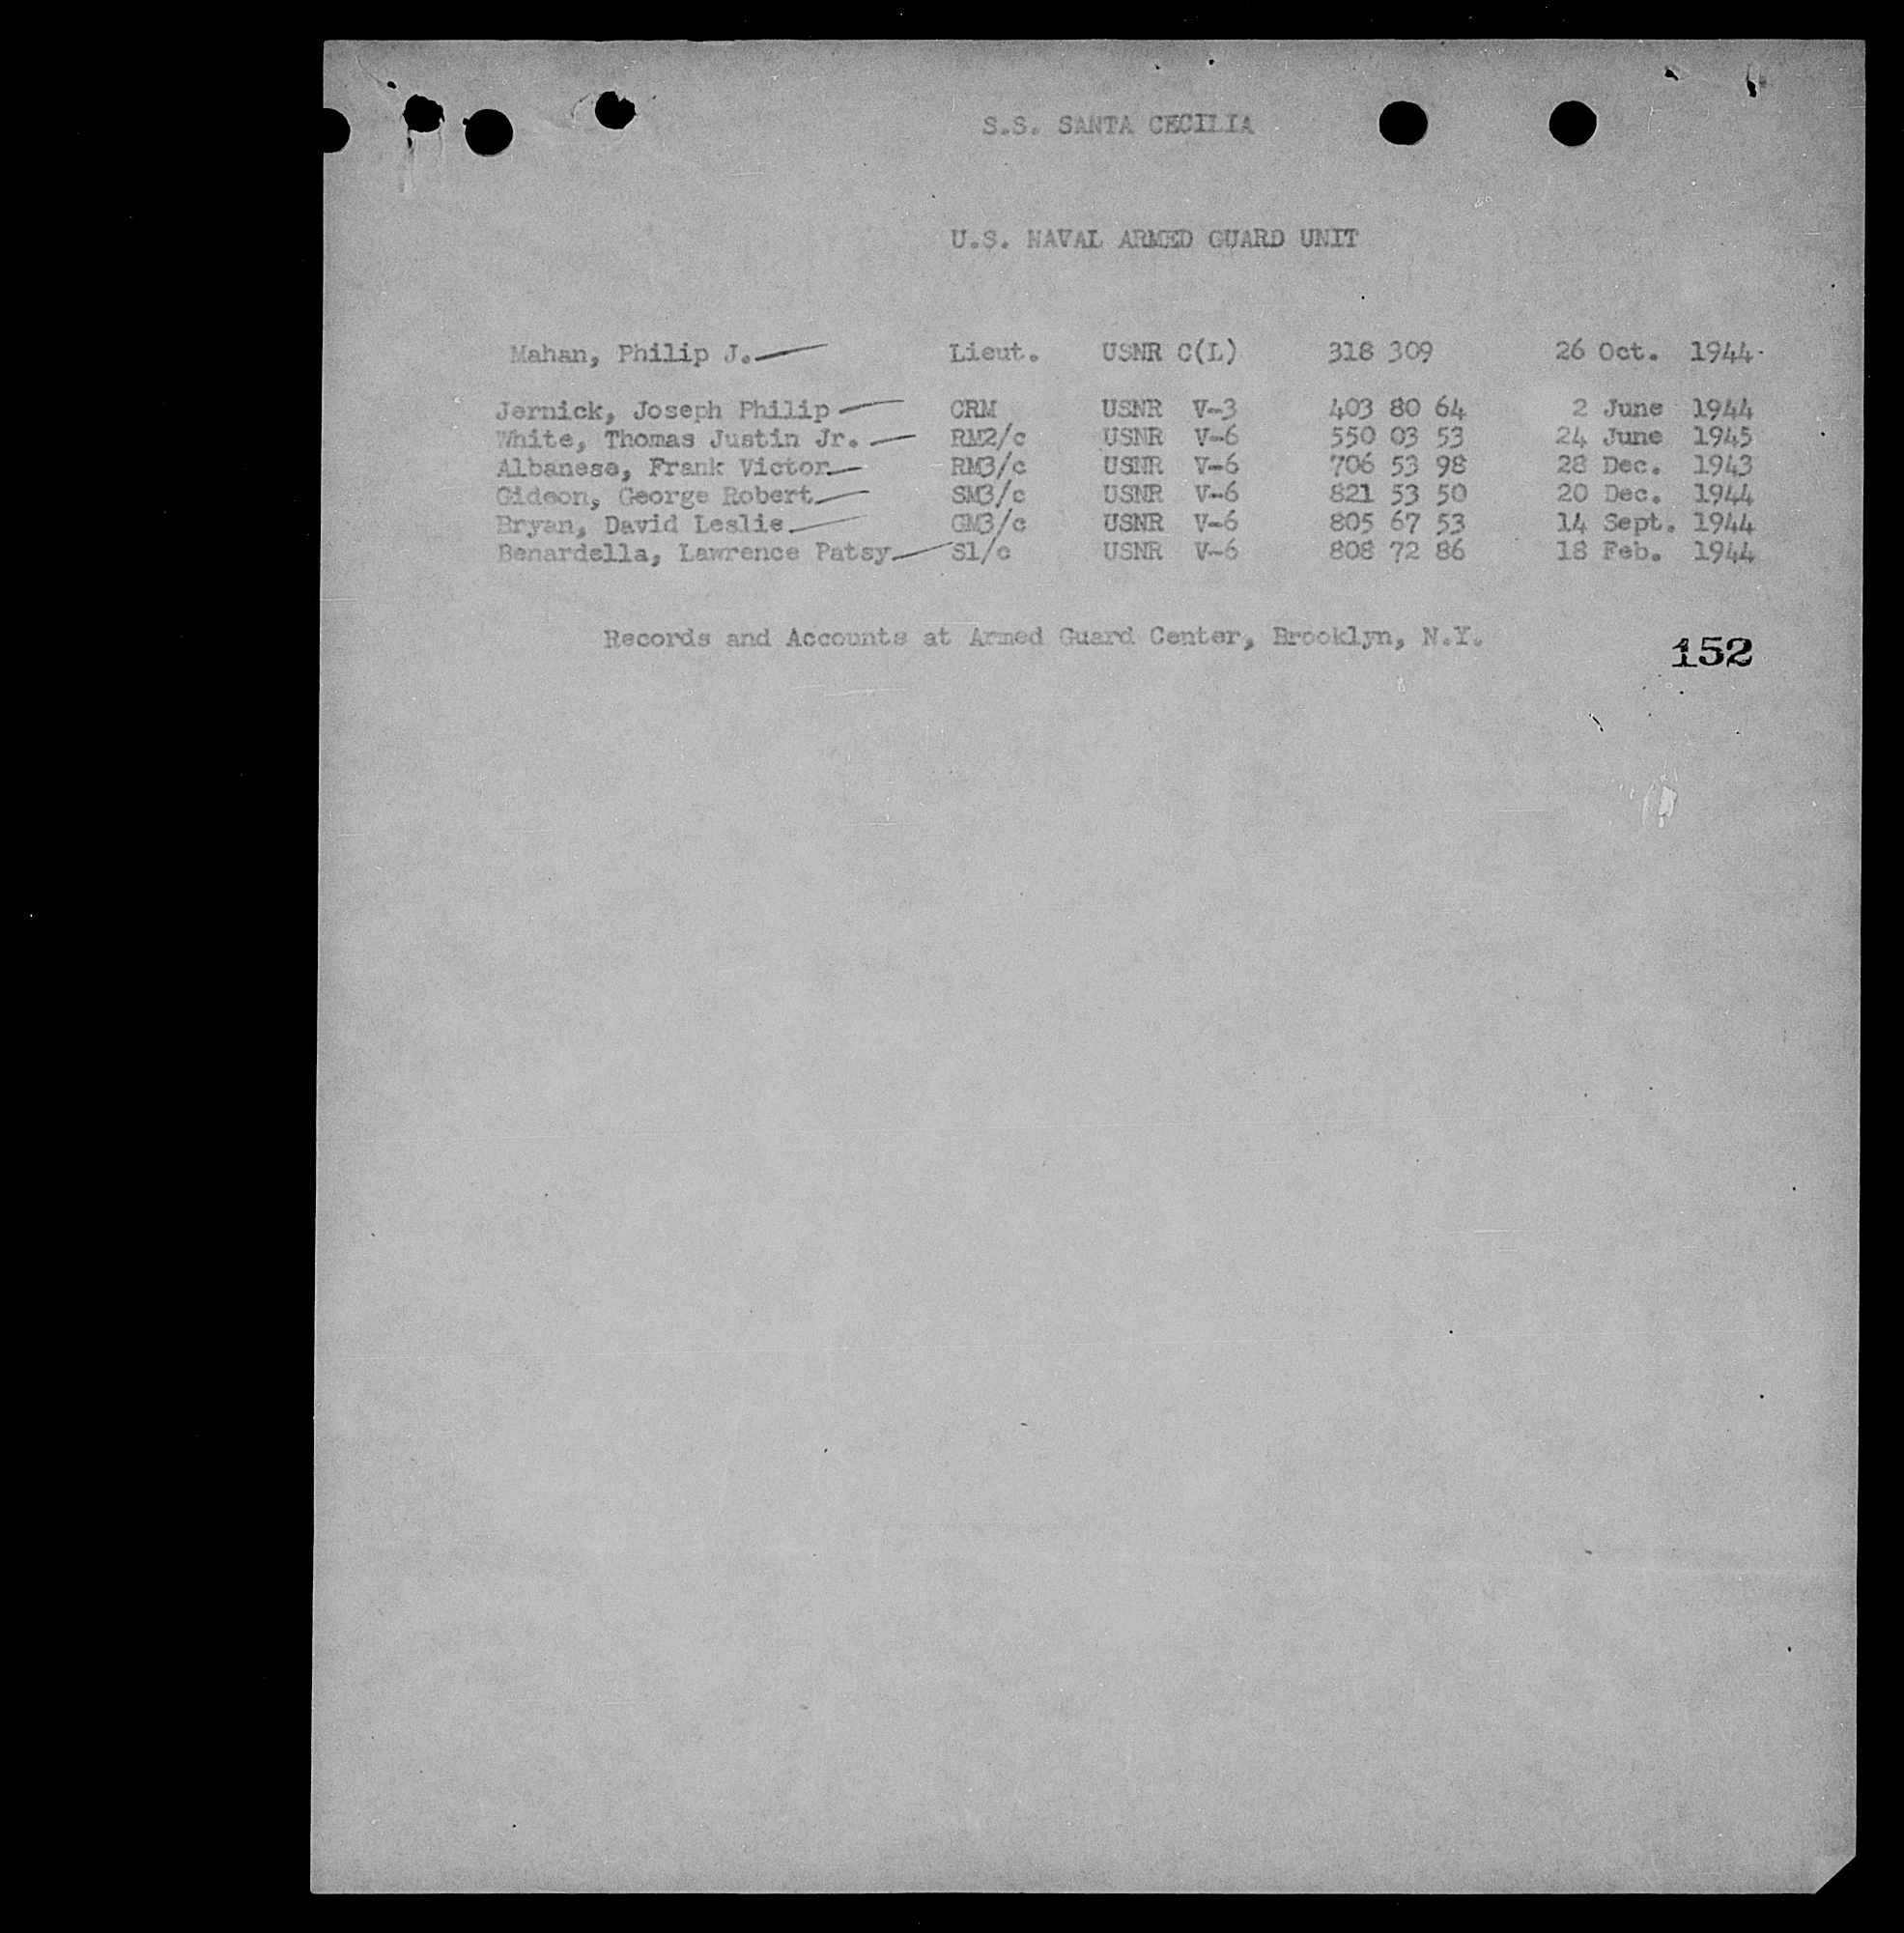 S.S. SANTA CECILIA
U.S. NAVAL ARMED GUARD UNIT
Mahan, Philip J. Lieut. USNR C(L) 318 309 26 Oct. 1944
Jernick, Joseph Philip CRM USNR V-3 403 80 64 2 June 1944
White, Thomas Justin Jr. RM2/c USNR V-6 550 03 53 24 June 1945
Albanese, Frank Victor RM3/c USNR V-6 706 53 98 28 Dec. 1943
Gideon, George Robert SM3/c USNR V-6 821 53 50 20 Dec. 1944
Bryan, David Leslie GM3/c USNR V-6 805 67 53 14 Sept. 1944
Benardella, Lawrence Patsy S1/c USNR V-6 808 72 86 18 Feb. 1944
Records and Accounts at Armed Guard Center, Brooklyn, N.Y.
152